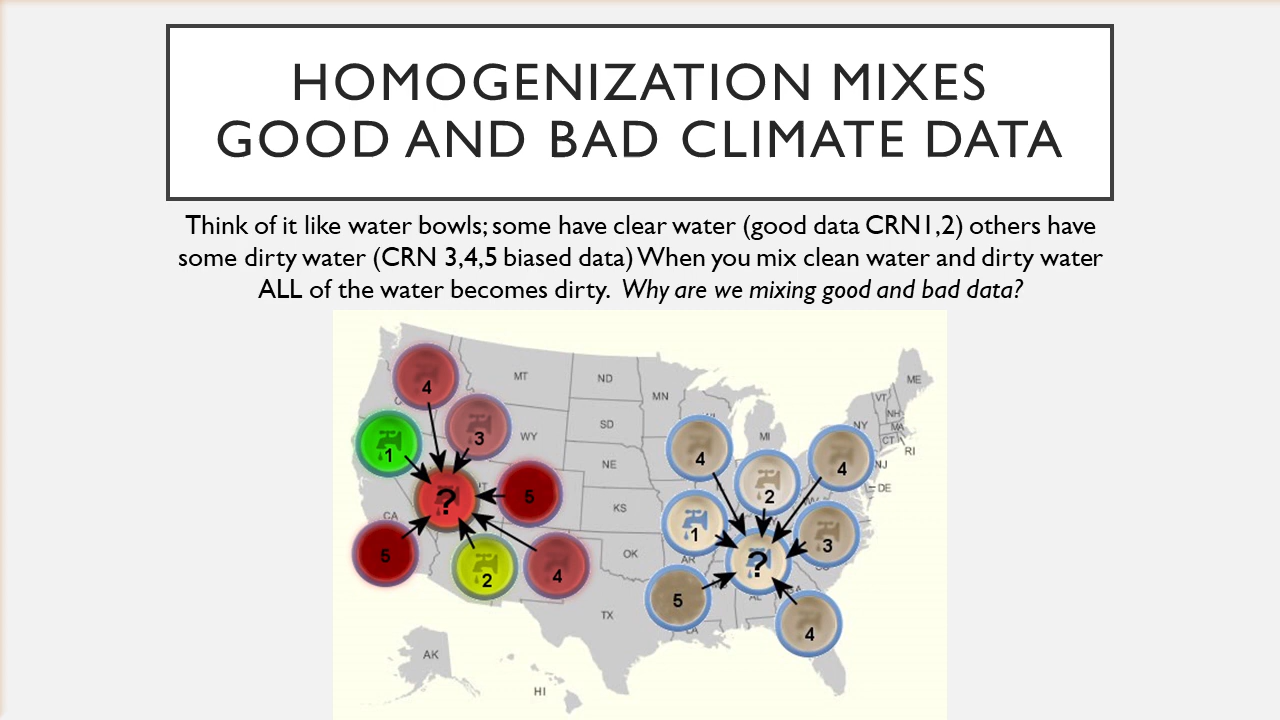 HOMOGENIZATION MIXES
GOOD AND BAD CLIMATE DATA
Think of it like water bowls; some have clear water (good data CRN1,2) others have
some dirty water (CRN 3,4,5 biased data) When you mix clean water and dirty water
ALL of the water becomes dirty. Why are we mixing good and bad data?
4
3
1
?
5
5
2
4
MT
WY
CA
ND
SD
NE
KS
OK
TX
MN
MI
AR
LA
AL
AK
HI
ME
VT
NH
MA
CT
RI
NY
NJ
DE
4
2
4
1
3
?
5
4